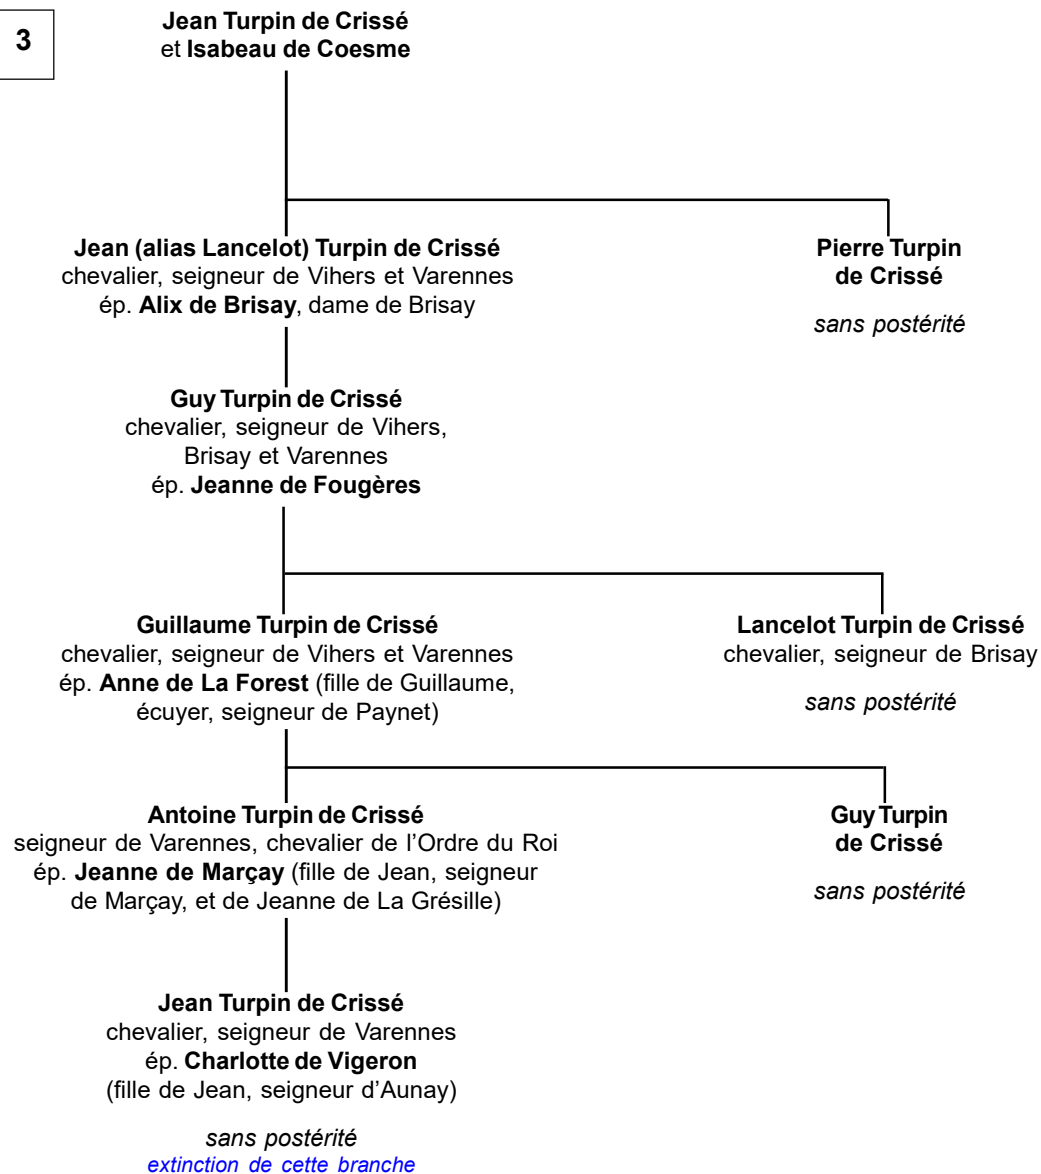 3
Jean Turpin de Crissé
et Isabeau de Coesme
Jean (alias Lancelot) Turpin de Crissé
chevalier, seigneur de Vihers et Varennes
ép. Alix de Brisay, dame de Brisay
Pierre Turpin
de Crissé
sans postérité
Guy Turpin de Crissé
chevalier, seigneur de Vihers,
Brisay et Varennes
ép. Jeanne de Fougères
Guillaume Turpin de Crissé
chevalier, seigneur de Vihers et Varennes
ép. Anne de La Forest (fille de Guillaume,
écuyer, seigneur de Paynet)
Lancelot Turpin de Crissé
chevalier, seigneur de Brisay
sans postérité
Antoine Turpin de Crissé
seigneur de Varennes, chevalier de l'Ordre du Roi
ép. Jeanne de Marçay (fille de Jean, seigneur
de Marçay, et de Jeanne de La Grésille)
Guy Turpin
de Crissé
sans postérité
Jean Turpin de Crissé
chevalier, seigneur de Varennes
ép. Charlotte de Vigeron
(fille de Jean, seigneur d'Aunay)
sans postérité
extinction de cette branche